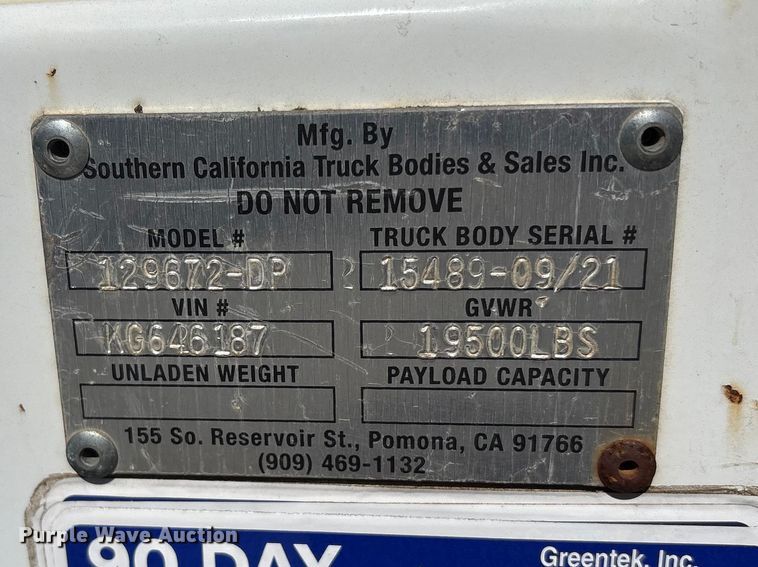 Mfg. By
Southern California Truck Bodies & Sales Inc.
DO NOT REMOVE
MODEL # TRUCK BODY SERIAL #
129672-DP 15489-09/21
VIN # GVWR
KG646187 19500LBS
UNLADEN WEIGHT PAYLOAD CAPACITY
155 So. Reservoir St., Pomona, CA 91766
(909) 469-1132
Purple Wave Auction
90 DAY Greentek, Inc.